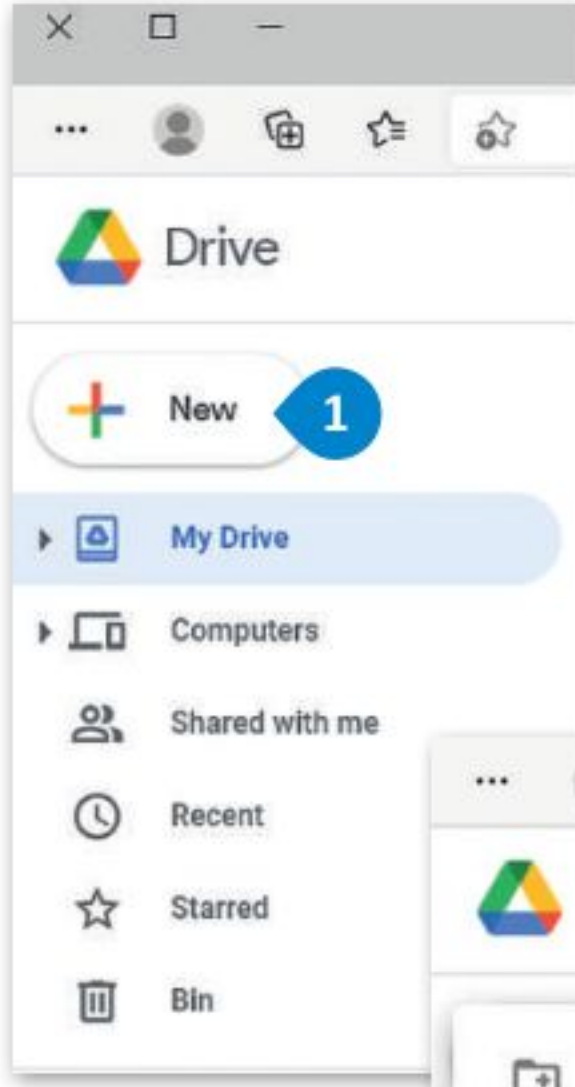 Drive
New 1
My Drive
Computers
Shared with me
Recent
Starred
Bin